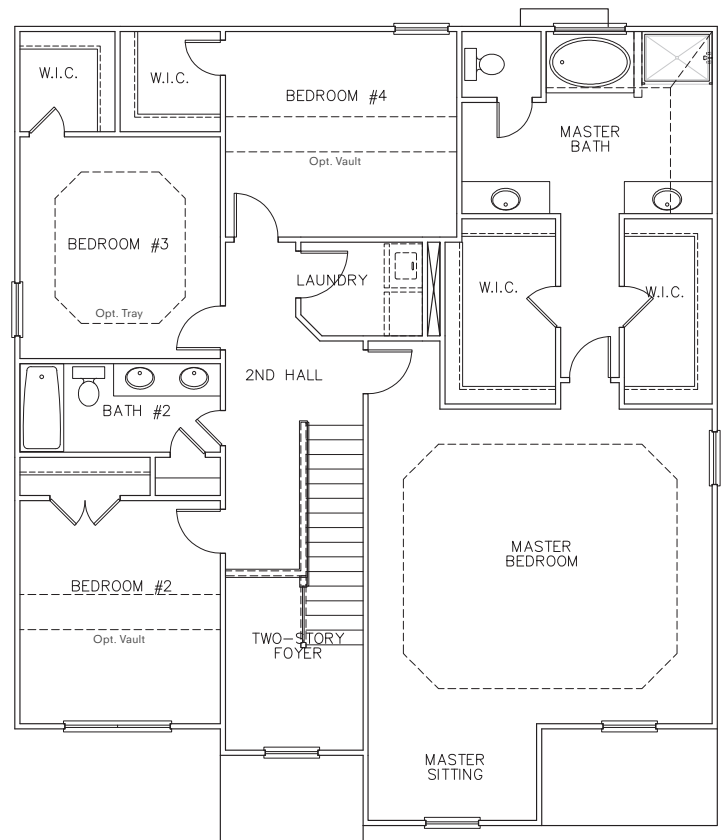 W.I.C.
W.I.C.
BEDROOM #4
Opt. Vault
MASTER
BATH
BEDROOM #3
Opt. Tray
LAUNDRY
W.I.C.
W.I.C.
2ND HALL
BATH #2
MASTER
BEDROOM
BEDROOM #2
Opt. Vault
TWO-STORY
FOYER
MASTER
SITTING